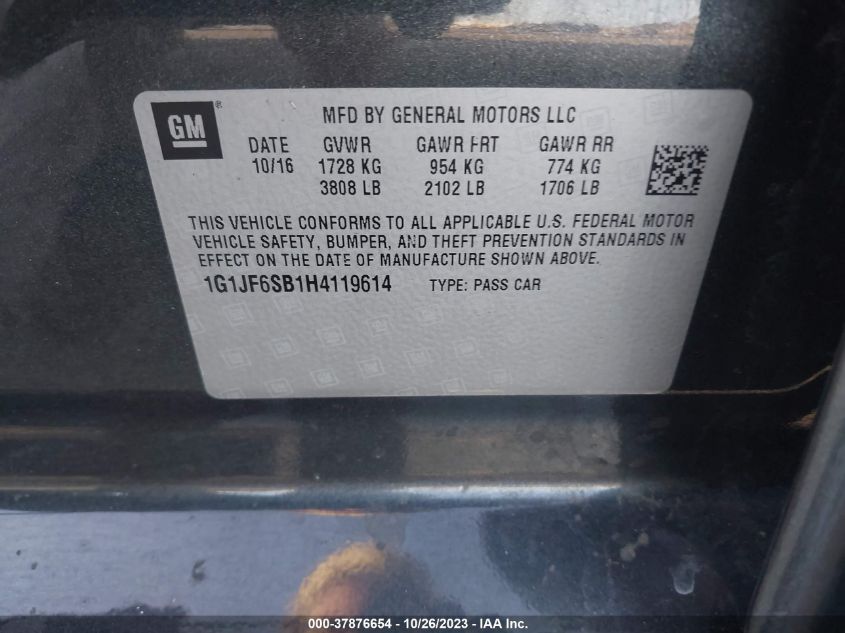 GM®
MFD BY GENERAL MOTORS LLC
DATE GVWR GAWR FRT GAWR RR
10/16 1728 KG 954 KG 774 KG
3808 LB 2102 LB 1706 LB
THIS VEHICLE CONFORMS TO ALL APPLICABLE U.S. FEDERAL MOTOR
VEHICLE SAFETY, BUMPER, AND THEFT PREVENTION STANDARDS IN
EFFECT ON THE DATE OF MANUFACTURE SHOWN ABOVE.
1G1JF6SB1H4119614 TYPE: PASS CAR
000-37876654 - 10/26/2023 - IAA Inc.